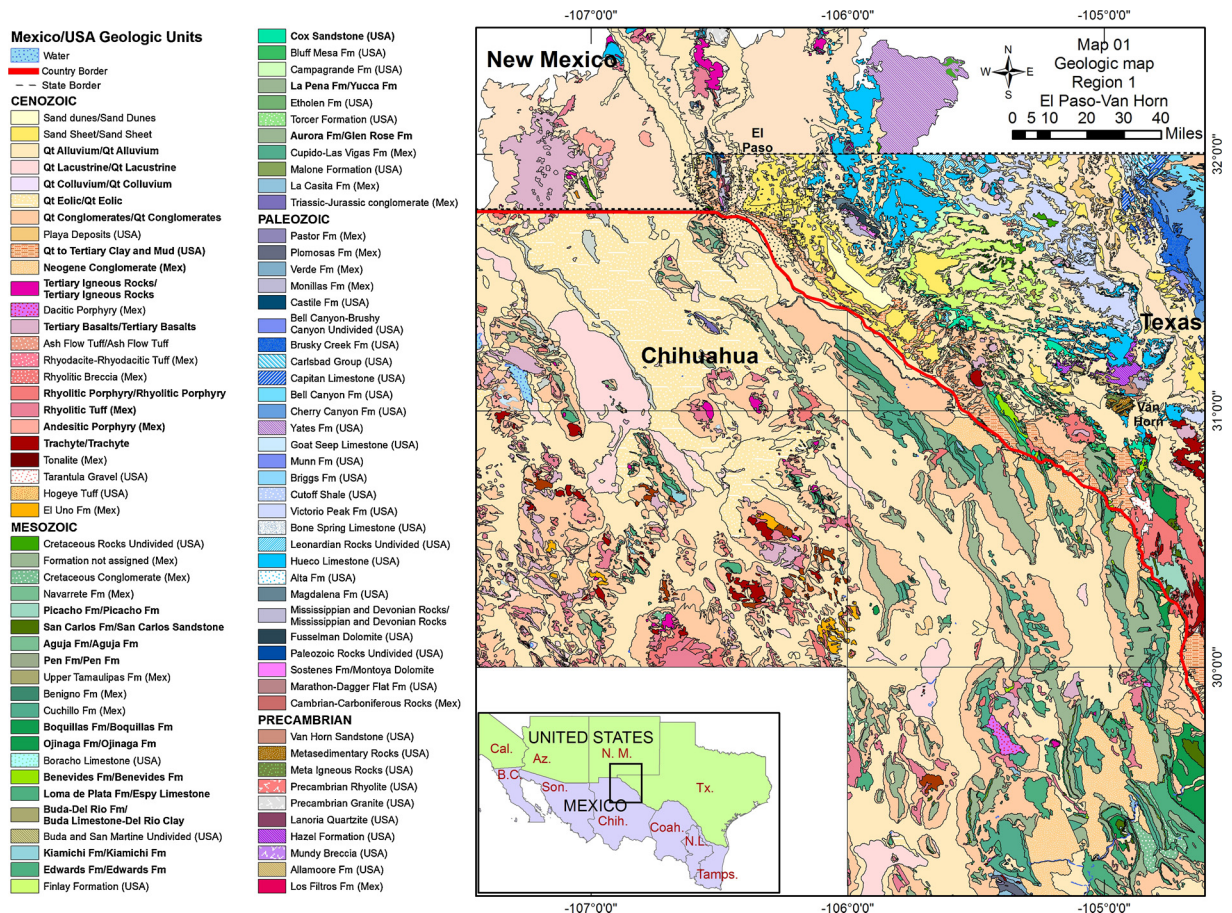 Mexico/USA Geologic Units
Water
Country Border
State Border
CENOZOIC
Sand dunes/Sand Dunes
Sand Sheet/Sand Sheet
Qt Alluvium/Qt Alluvium
Qt Lacustrine/Qt Lacustrine
Qt Colluvium/Qt Colluvium
Qt Eolic/Qt Eolic
Qt Conglomerates/Qt Conglomerates
Playa Deposits (USA)
Qt to Tertiary Clay and Mud (USA)
Neogene Conglomerate (Mex)
Tertiary Igneous Rocks/
Tertiary Igneous Rocks
Dacitic Porphyry (Mex)
Tertiary Basalts/Tertiary Basalts
Ash Flow Tuff/Ash Flow Tuff
Rhyodacite-Rhyodacitic Tuff (Mex)
Rhyolitic Breccia (Mex)
Rhyolitic Porphyry/Rhyolitic Porphyry
Rhyolitic Tuff (Mex)
Andesitic Porphyry (Mex)
Trachyte/Trachyte
Tonalite (Mex)
Tarantula Gravel (USA)
Hogeye Tuff (USA)
El Uno Fm (Mex)
MESOZOIC
Cretaceous Rocks Undivided (USA)
Formation not assigned (Mex)
Cretaceous Conglomerate (Mex)
Navarrete Fm (Mex)
Picacho Fm/Picacho Fm
San Carlos Fm/San Carlos Sandstone
Aguja Fm/Aguja Fm
Pen Fm/Pen Fm
Upper Tamaulipas Fm (Mex)
Benigno Fm (Mex)
Cuchillo Fm (Mex)
Boquillas Fm/Boquillas Fm
Ojinaga Fm/Ojinaga Fm
Boracho Limestone (USA)
Benevides Fm/Benevides Fm
Loma de Plata Fm/Espy Limestone
Buda-Del Rio Fm/
Buda Limestone-Del Rio Clay
Buda and San Martine Undivided (USA)
Kiamichi Fm/Kiamichi Fm
Edwards Fm/Edwards Fm
Finlay Formation (USA)
Cox Sandstone (USA)
Bluff Mesa Fm (USA)
Campagrande Fm (USA)
La Pena Fm/Yucca Fm
Etholen Fm (USA)
Torcer Formation (USA)
Aurora Fm/Glen Rose Fm
Cupido-Las Vigas Fm (Mex)
Malone Formation (USA)
La Casita Fm (Mex)
Triassic-Jurassic conglomerate (Mex)
PALEOZOIC
Pastor Fm (Mex)
Plomosas Fm (Mex)
Verde Fm (Mex)
Monillas Fm (Mex)
Castile Fm (USA)
Bell Canyon-Brushy
Canyon Undivided (USA)
Brusky Creek Fm (USA)
Carlsbad Group (USA)
Capitan Limestone (USA)
Bell Canyon Fm (USA)
Cherry Canyon Fm (USA)
Yates Fm (USA)
Goat Seep Limestone (USA)
Munn Fm (USA)
Briggs Fm (USA)
Cutoff Shale (USA)
Victorio Peak Fm (USA)
Bone Spring Limestone (USA)
Leonardian Rocks Undivided (USA)
Hueco Limestone (USA)
Alta Fm (USA)
Magdalena Fm (USA)
Mississippian and Devonian Rocks/
Mississippian and Devonian Rocks
Fusselman Dolomite (USA)
Paleozoic Rocks Undivided (USA)
Sostenes Fm/Montoya Dolomite
Marathon-Dagger Flat Fm (USA)
Cambrian-Carboniferous Rocks (Mex)
PRECAMBRIAN
Van Horn Sandstone (USA)
Metasedimentary Rocks (USA)
Meta Igneous Rocks (USA)
Precambrian Rhyolite (USA)
Precambrian Granite (USA)
Lanoria Quartzite (USA)
Hazel Formation (USA)
Mundy Breccia (USA)
Allamoore Fm (USA)
Los Filtros Fm (Mex)
-107°0'0"
-106°0'0"
-105°0'0"
New Mexico
N
W E
S
Map 01
Geologic map
Region 1
El Paso-Van Horn
0 5 10 20 30 40
Miles
El
Paso
32°0'0"
Texas
Chihuahua
Van
Horn
31°0'0"
30°0'0"
UNITED STATES
Cal.
Az.
N. M.
B.C.
Son.
Tx.
MEXICO
Chih.
Coah.
N.L.
Tamps.
-107°0'0"
-106°0'0"
-105°0'0"